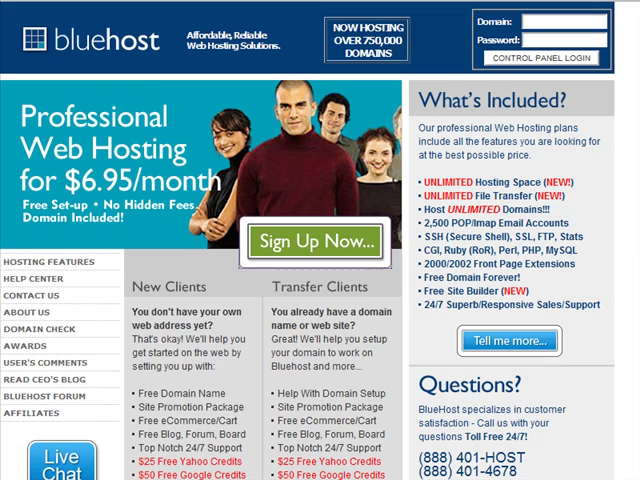 bluehost
Affordable, Reliable
Web Hosting Solutions.
NOW HOSTING
OVER 750,000
DOMAINS
Domain:
Password:
CONTROL PANEL LOGIN
Professional
Web Hosting
for $6.95/month
Free Set-up • No Hidden Fees
Domain Included!
Sign Up Now...
What's Included?
Our professional Web Hosting plans
include all the features you are looking for
at the best possible price.
• UNLIMITED Hosting Space (NEW!)
• UNLIMITED File Transfer (NEW!)
• Host UNLIMITED Domains!!!
• 2,500 POP/Imap Email Accounts
• SSH (Secure Shell), SSL, FTP, Stats
• CGI, Ruby (RoR), Perl, PHP, MySQL
• 2000/2002 Front Page Extensions
• Free Domain Forever!
• Free Site Builder (NEW)
• 24/7 Superb/Responsive Sales/Support
Tell me more...
HOSTING FEATURES
HELP CENTER
CONTACT US
ABOUT US
DOMAIN CHECK
AWARDS
USER'S COMMENTS
READ CEO'S BLOG
BLUEHOST FORUM
AFFILIATES
Live
Chat
New Clients
You don't have your own
web address yet?
That's okay! We'll help you
get started on the web by
setting you up with:
• Free Domain Name
• Site Promotion Package
• Free eCommerce/Cart
• Free Blog, Forum, Board
• Top Notch 24/7 Support
• $25 Free Yahoo Credits
• $50 Free Google Credits
Transfer Clients
You already have a domain
name or web site?
Great! We'll help you setup
your domain to work on
Bluehost and more...
• Help With Domain Setup
• Site Promotion Package
• Free eCommerce/Cart
• Free Blog, Forum, Board
• Top Notch 24/7 Support
• $25 Free Yahoo Credits
• $50 Free Google Credits
Questions?
BlueHost specializes in customer
satisfaction - Call us with your
questions Toll Free 24/7!
(888) 401-HOST
(888) 401-4678